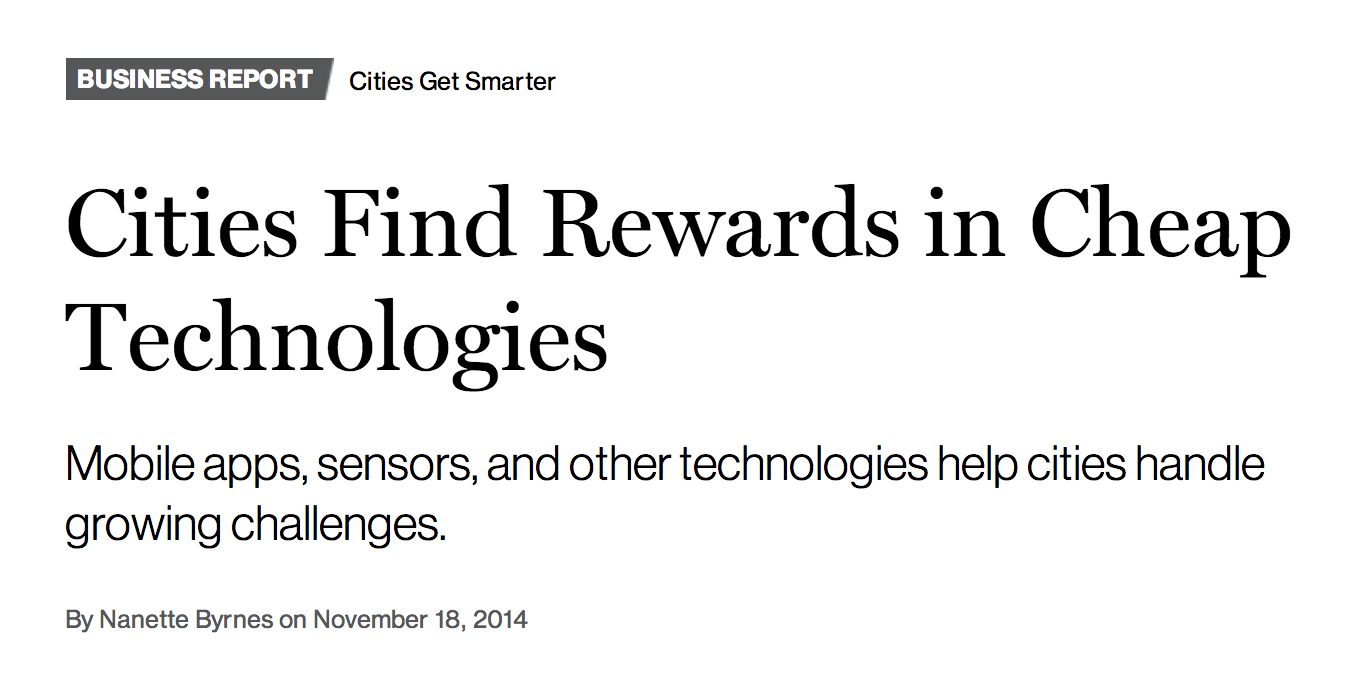 BUSINESS REPORT Cities Get Smarter
Cities Find Rewards in Cheap
Technologies
Mobile apps, sensors, and other technologies help cities handle
growing challenges.
By Nanette Byrnes on November 18, 2014